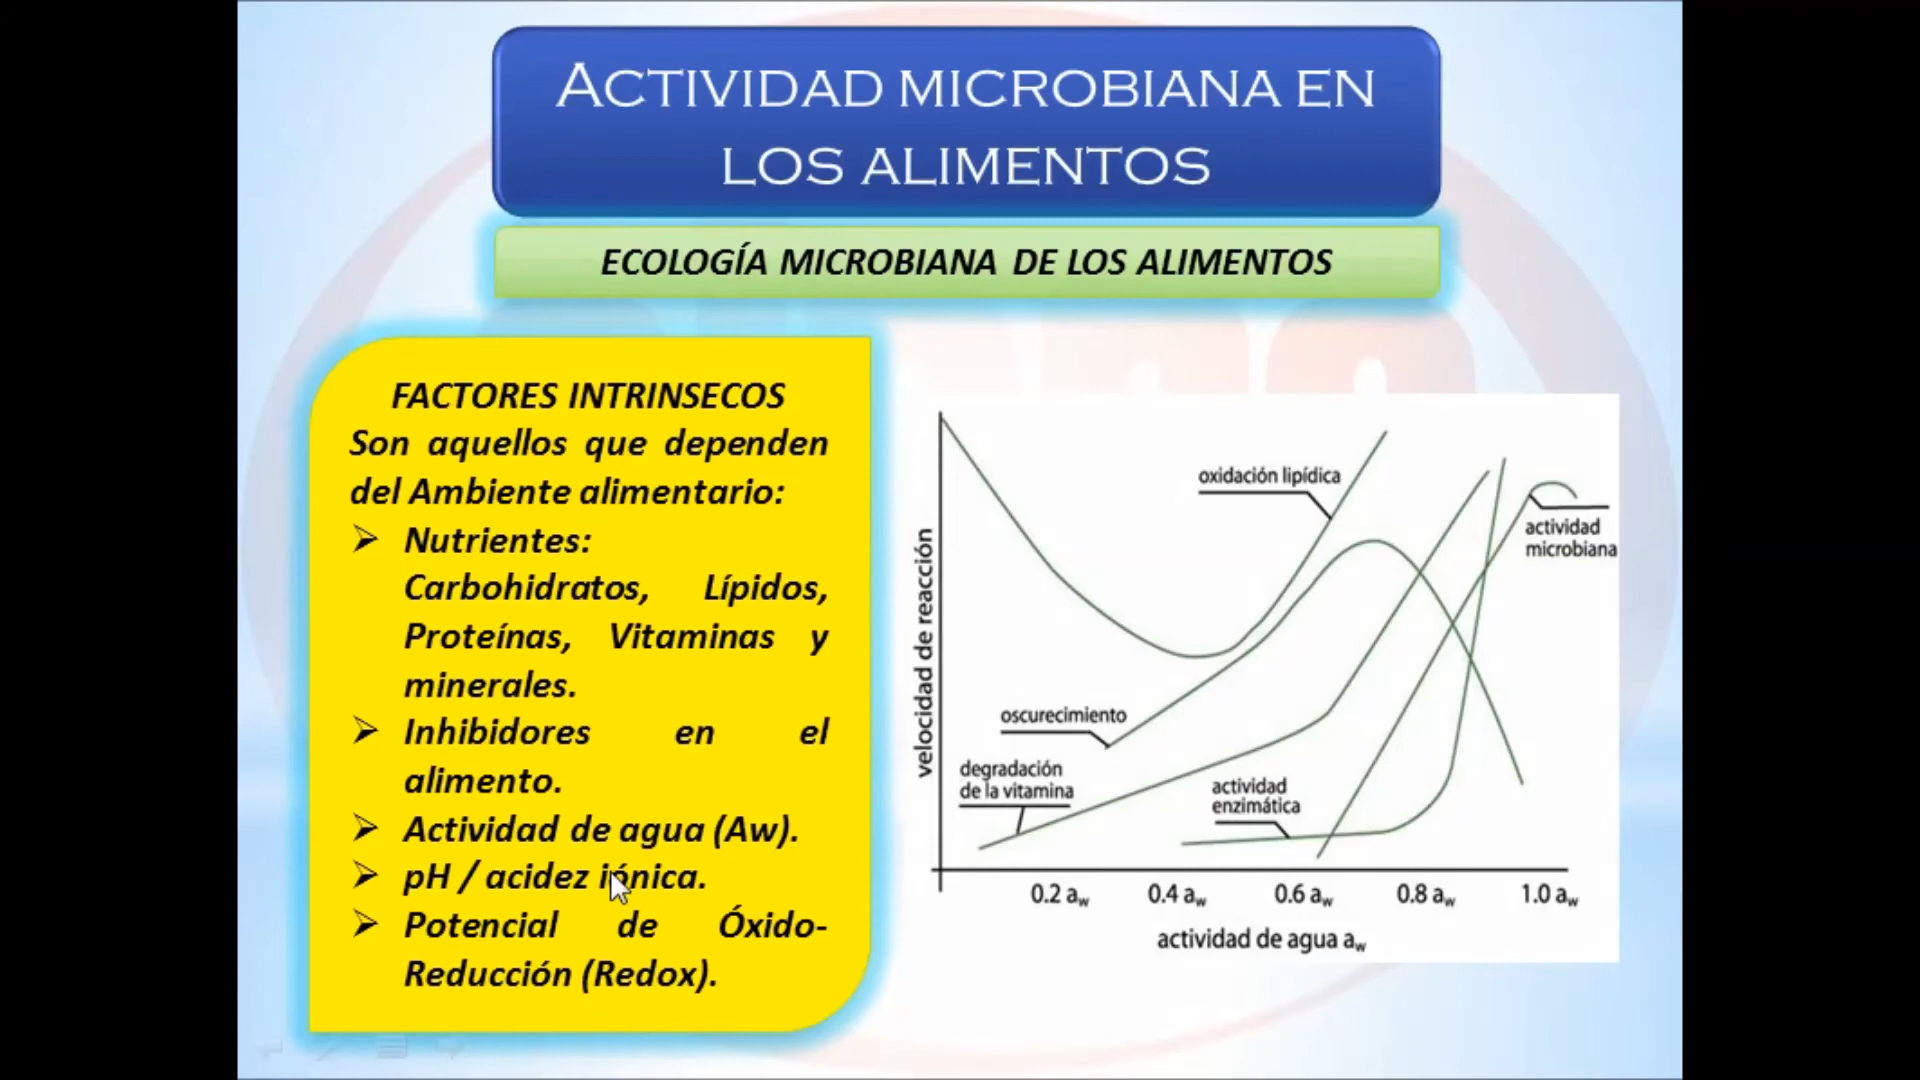 ACTIVIDAD MICROBIANA EN
LOS ALIMENTOS
ECOLOGÍA MICROBIANA DE LOS ALIMENTOS
FACTORES INTRINSECOS
Son aquellos que dependen
del Ambiente alimentario:
➢ Nutrientes:
Carbohidratos, Lípidos,
Proteínas, Vitaminas y
minerales.
➢ Inhibidores en el
alimento.
➢ Actividad de agua (Aw).
➢ pH / acidez iónica.
➢ Potencial de Óxido-
Reducción (Redox).
velocidad de reacción
oxidación lipídica
actividad
microbiana
oscurecimiento
degradación
de la vitamina
actividad
enzimática
0.2 aw 0.4 aw 0.6 aw 0.8 aw 1.0 aw
actividad de agua aw